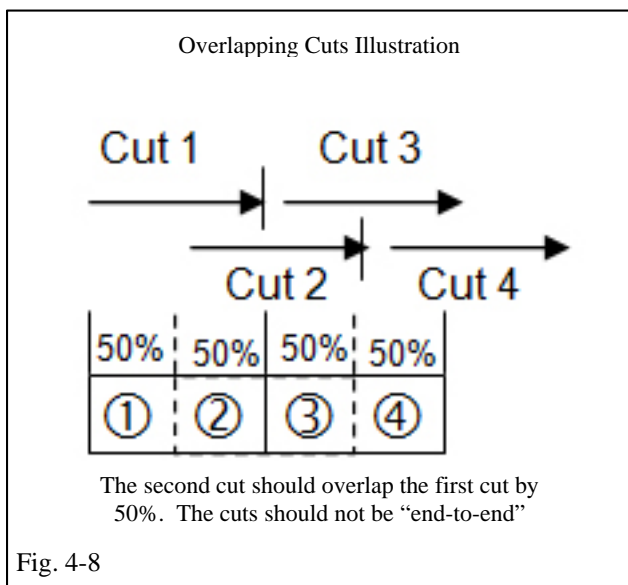 Overlapping Cuts Illustration
Cut 1 Cut 3
Cut 2 Cut 4
50% 50% 50% 50%
① ② ③ ④
The second cut should overlap the first cut by
50%. The cuts should not be “end-to-end”
Fig. 4-8